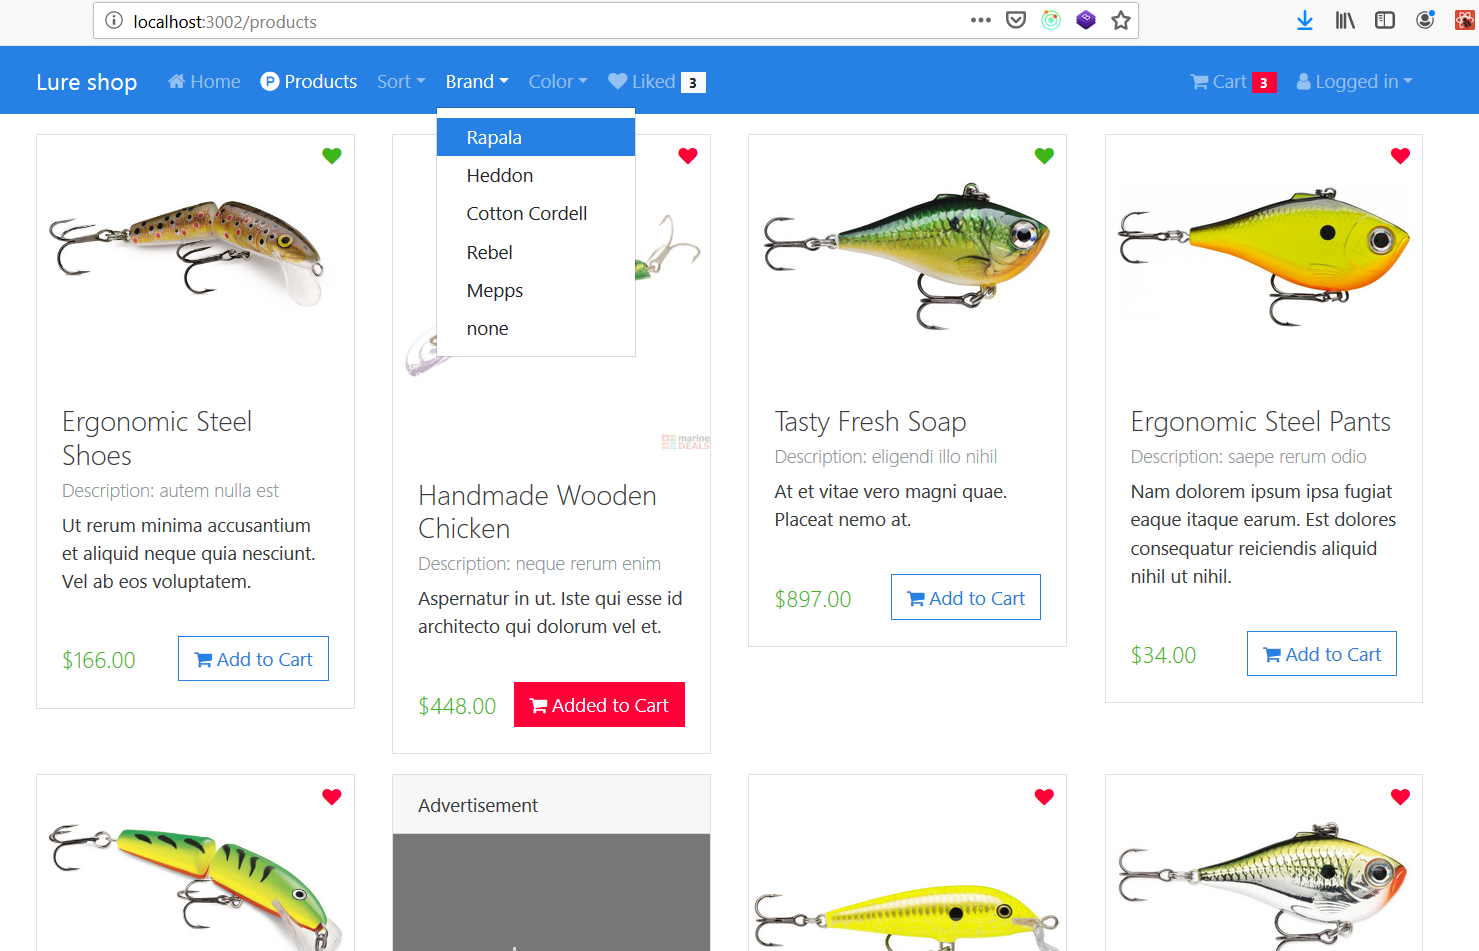 localhost:3002/products
Lure shop
Home
P Products
Sort
Brand
Color
Liked 3
Cart 3
Logged in
Rapala
Heddon
Cotton Cordell
Rebel
Mepps
none
Ergonomic Steel
Shoes
Description: autem nulla est
Ut rerum minima accusantium
et aliquid neque quia nesciunt.
Vel ab eos voluptatem.
$166.00
Add to Cart
marine
DEALS
Handmade Wooden
Chicken
Description: neque rerum enim
Aspernatur in ut. Iste qui esse id
architecto qui dolorum vel et.
$448.00
Added to Cart
Tasty Fresh Soap
Description: eligendi illo nihil
At et vitae vero magni quae.
Placeat nemo at.
$897.00
Add to Cart
Ergonomic Steel Pants
Description: saepe rerum odio
Nam dolorem ipsum ipsa fugiat
eaque itaque earum. Est dolores
consequatur reiciendis aliquid
nihil ut nihil.
$34.00
Add to Cart
Advertisement